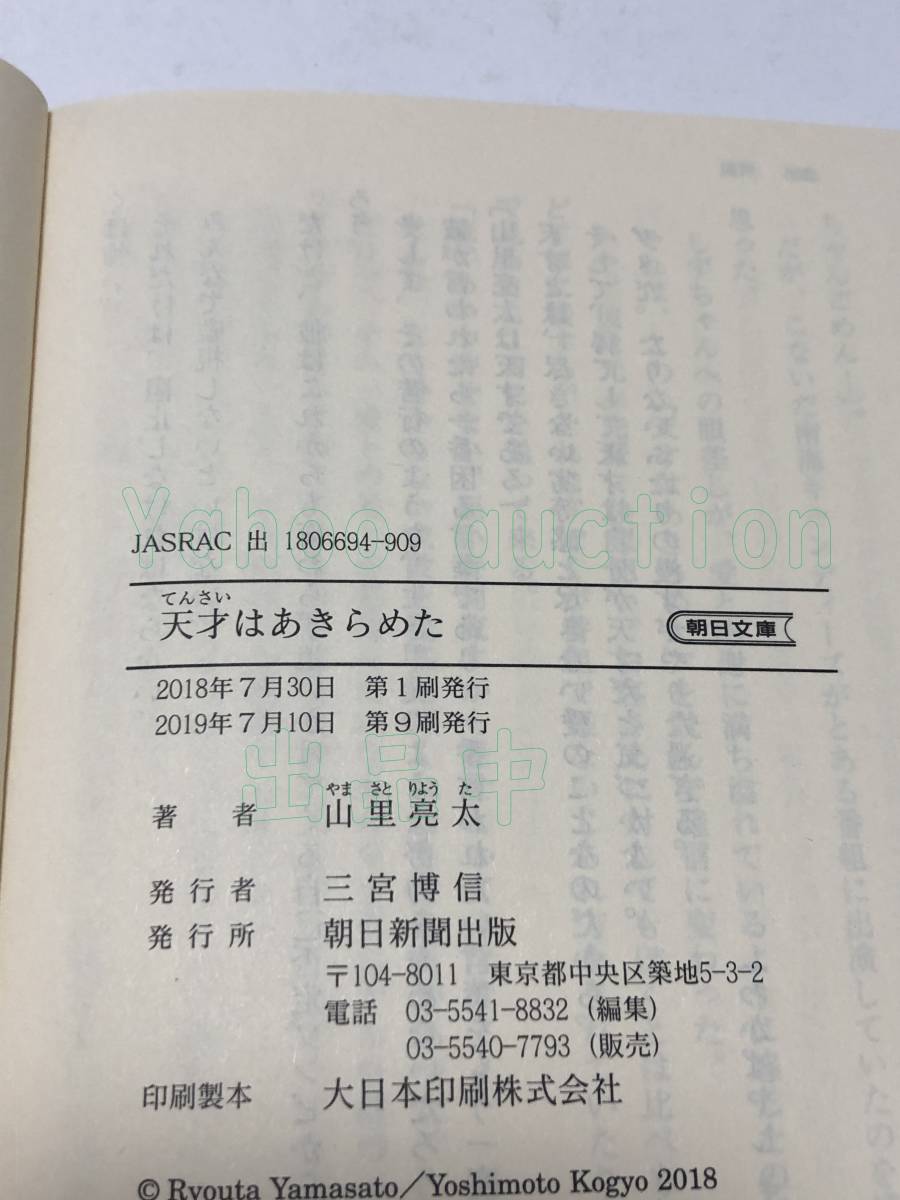 JASRAC 出 1806694-909
てんさい
天才はあきらめた
朝日文庫
2018年7月30日 第1刷発行
2019年7月10日 第9刷発行
やま さと りよう た
著者 山里亮太
発行者 三宮博信
発行所 朝日新聞出版
〒104-8011 東京都中央区築地5-3-2
電話 03-5541-8832（編集）
03-5540-7793（販売）
印刷製本 大日本印刷株式会社
© Ryouta Yamasato／Yoshimoto Kogyo 2018
Yahoo auction
出品中